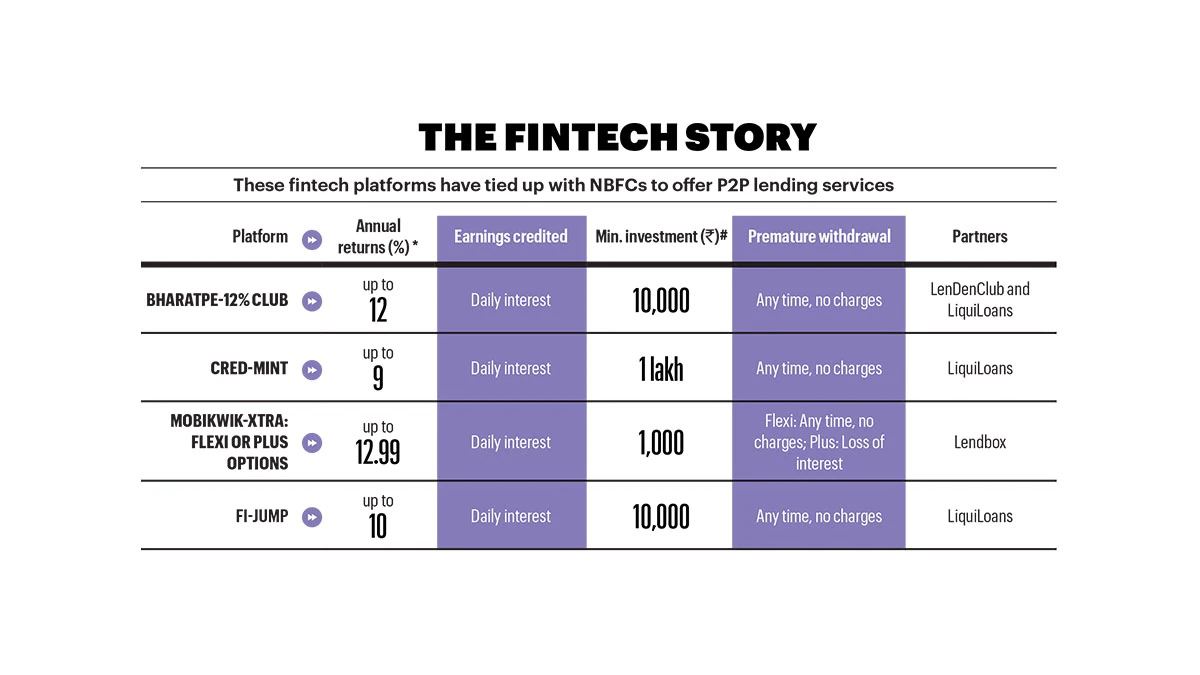 THE FINTECH STORY
These fintech platforms have tied up with NBFCs to offer P2P lending services
Platform
Annual
returns (%) *
Earnings credited
Min. investment (₹)#
Premature withdrawal
Partners
BHARATPE-12% CLUB
up to
12
Daily interest
10,000
Any time, no charges
LenDenClub and
LiquiLoans
CRED-MINT
up to
9
Daily interest
1 lakh
Any time, no charges
LiquiLoans
MOBIKWIK-XTRA:
FLEXI OR PLUS
OPTIONS
up to
12.99
Daily interest
1,000
Flexi: Any time, no
charges; Plus: Loss of
interest
Lendbox
FI-JUMP
up to
10
Daily interest
10,000
Any time, no charges
LiquiLoans